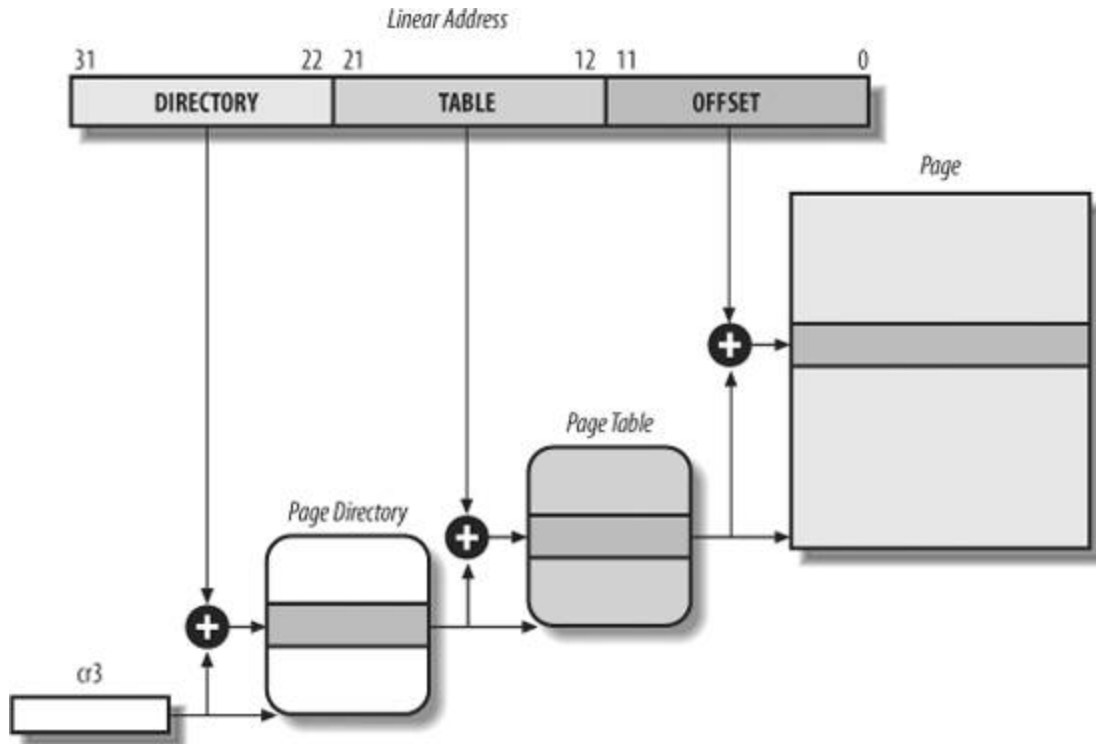 Linear Address
31 22 21 12 11 0
DIRECTORY TABLE OFFSET
Page
Page Table
Page Directory
cr3